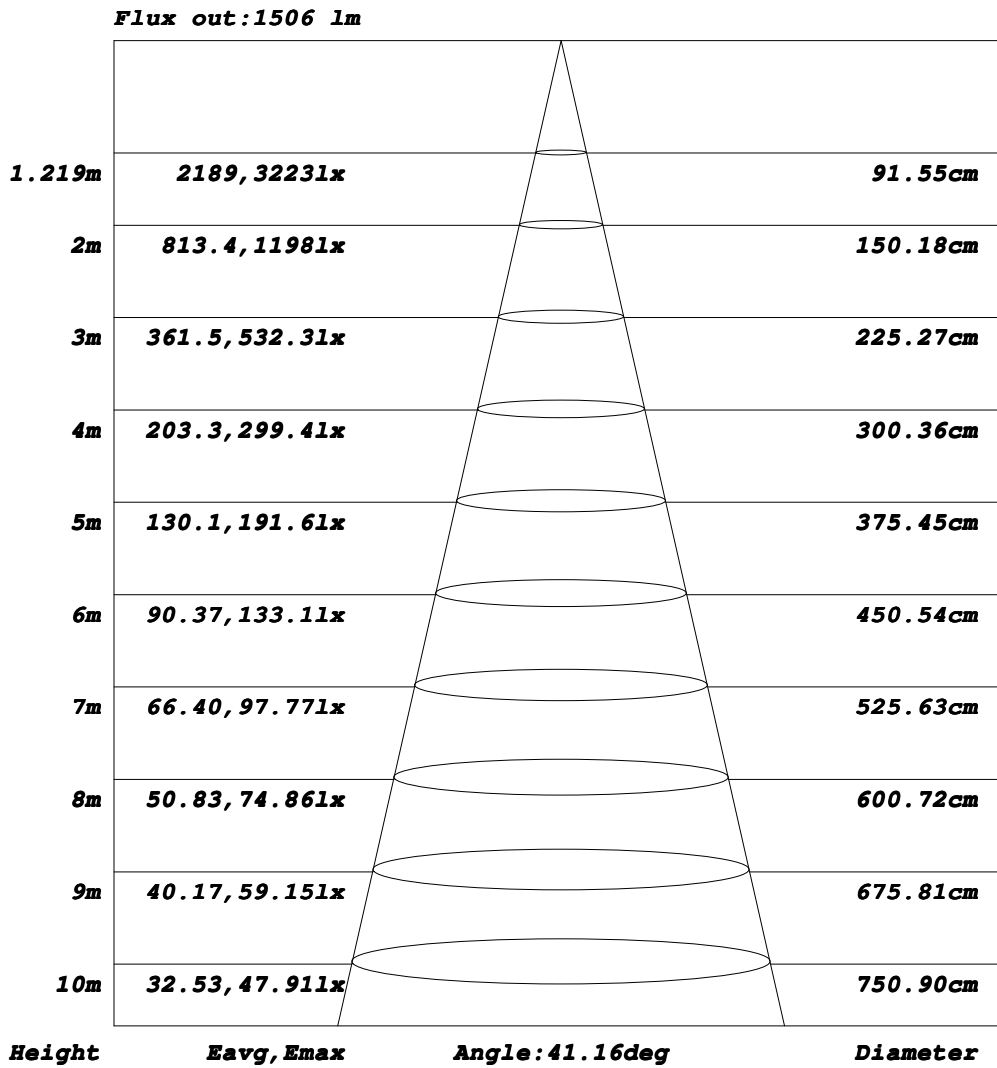 Flux out:1506 lm
1.219m 2189,3223lx 91.55cm
2m 813.4,1198lx 150.18cm
3m 361.5,532.3lx 225.27cm
4m 203.3,299.4lx 300.36cm
5m 130.1,191.6lx 375.45cm
6m 90.37,133.1lx 450.54cm
7m 66.40,97.77lx 525.63cm
8m 50.83,74.86lx 600.72cm
9m 40.17,59.15lx 675.81cm
10m 32.53,47.91lx 750.90cm
Height Eavg,Emax Angle:41.16deg Diameter